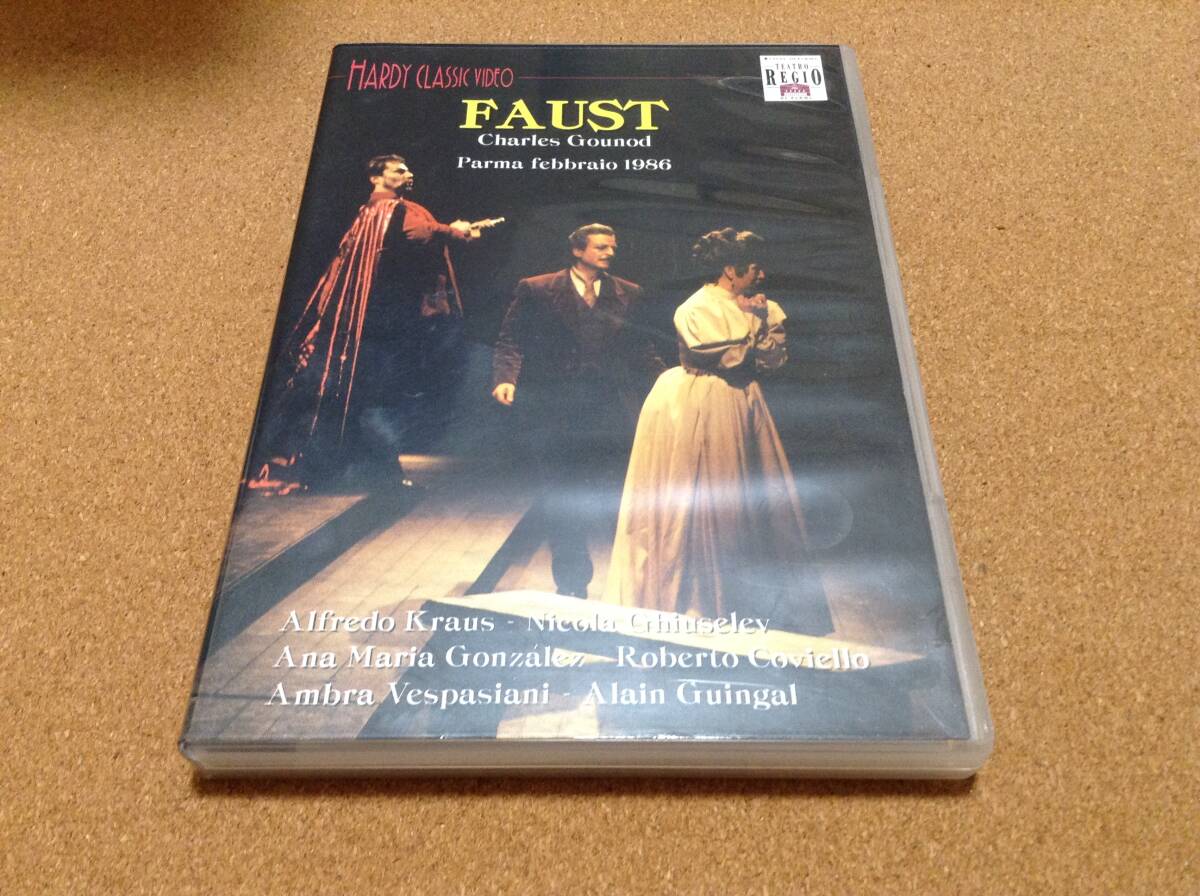 HARDY CLASSIC VIDEO
TEATRO
REGIO
FAUST
Charles Gounod
Parma febbraio 1986
Alfredo Kraus - Nicola Ghiuselev
Ana Maria González - Roberto Coviello
Ambra Vespasiani - Alain Guingal